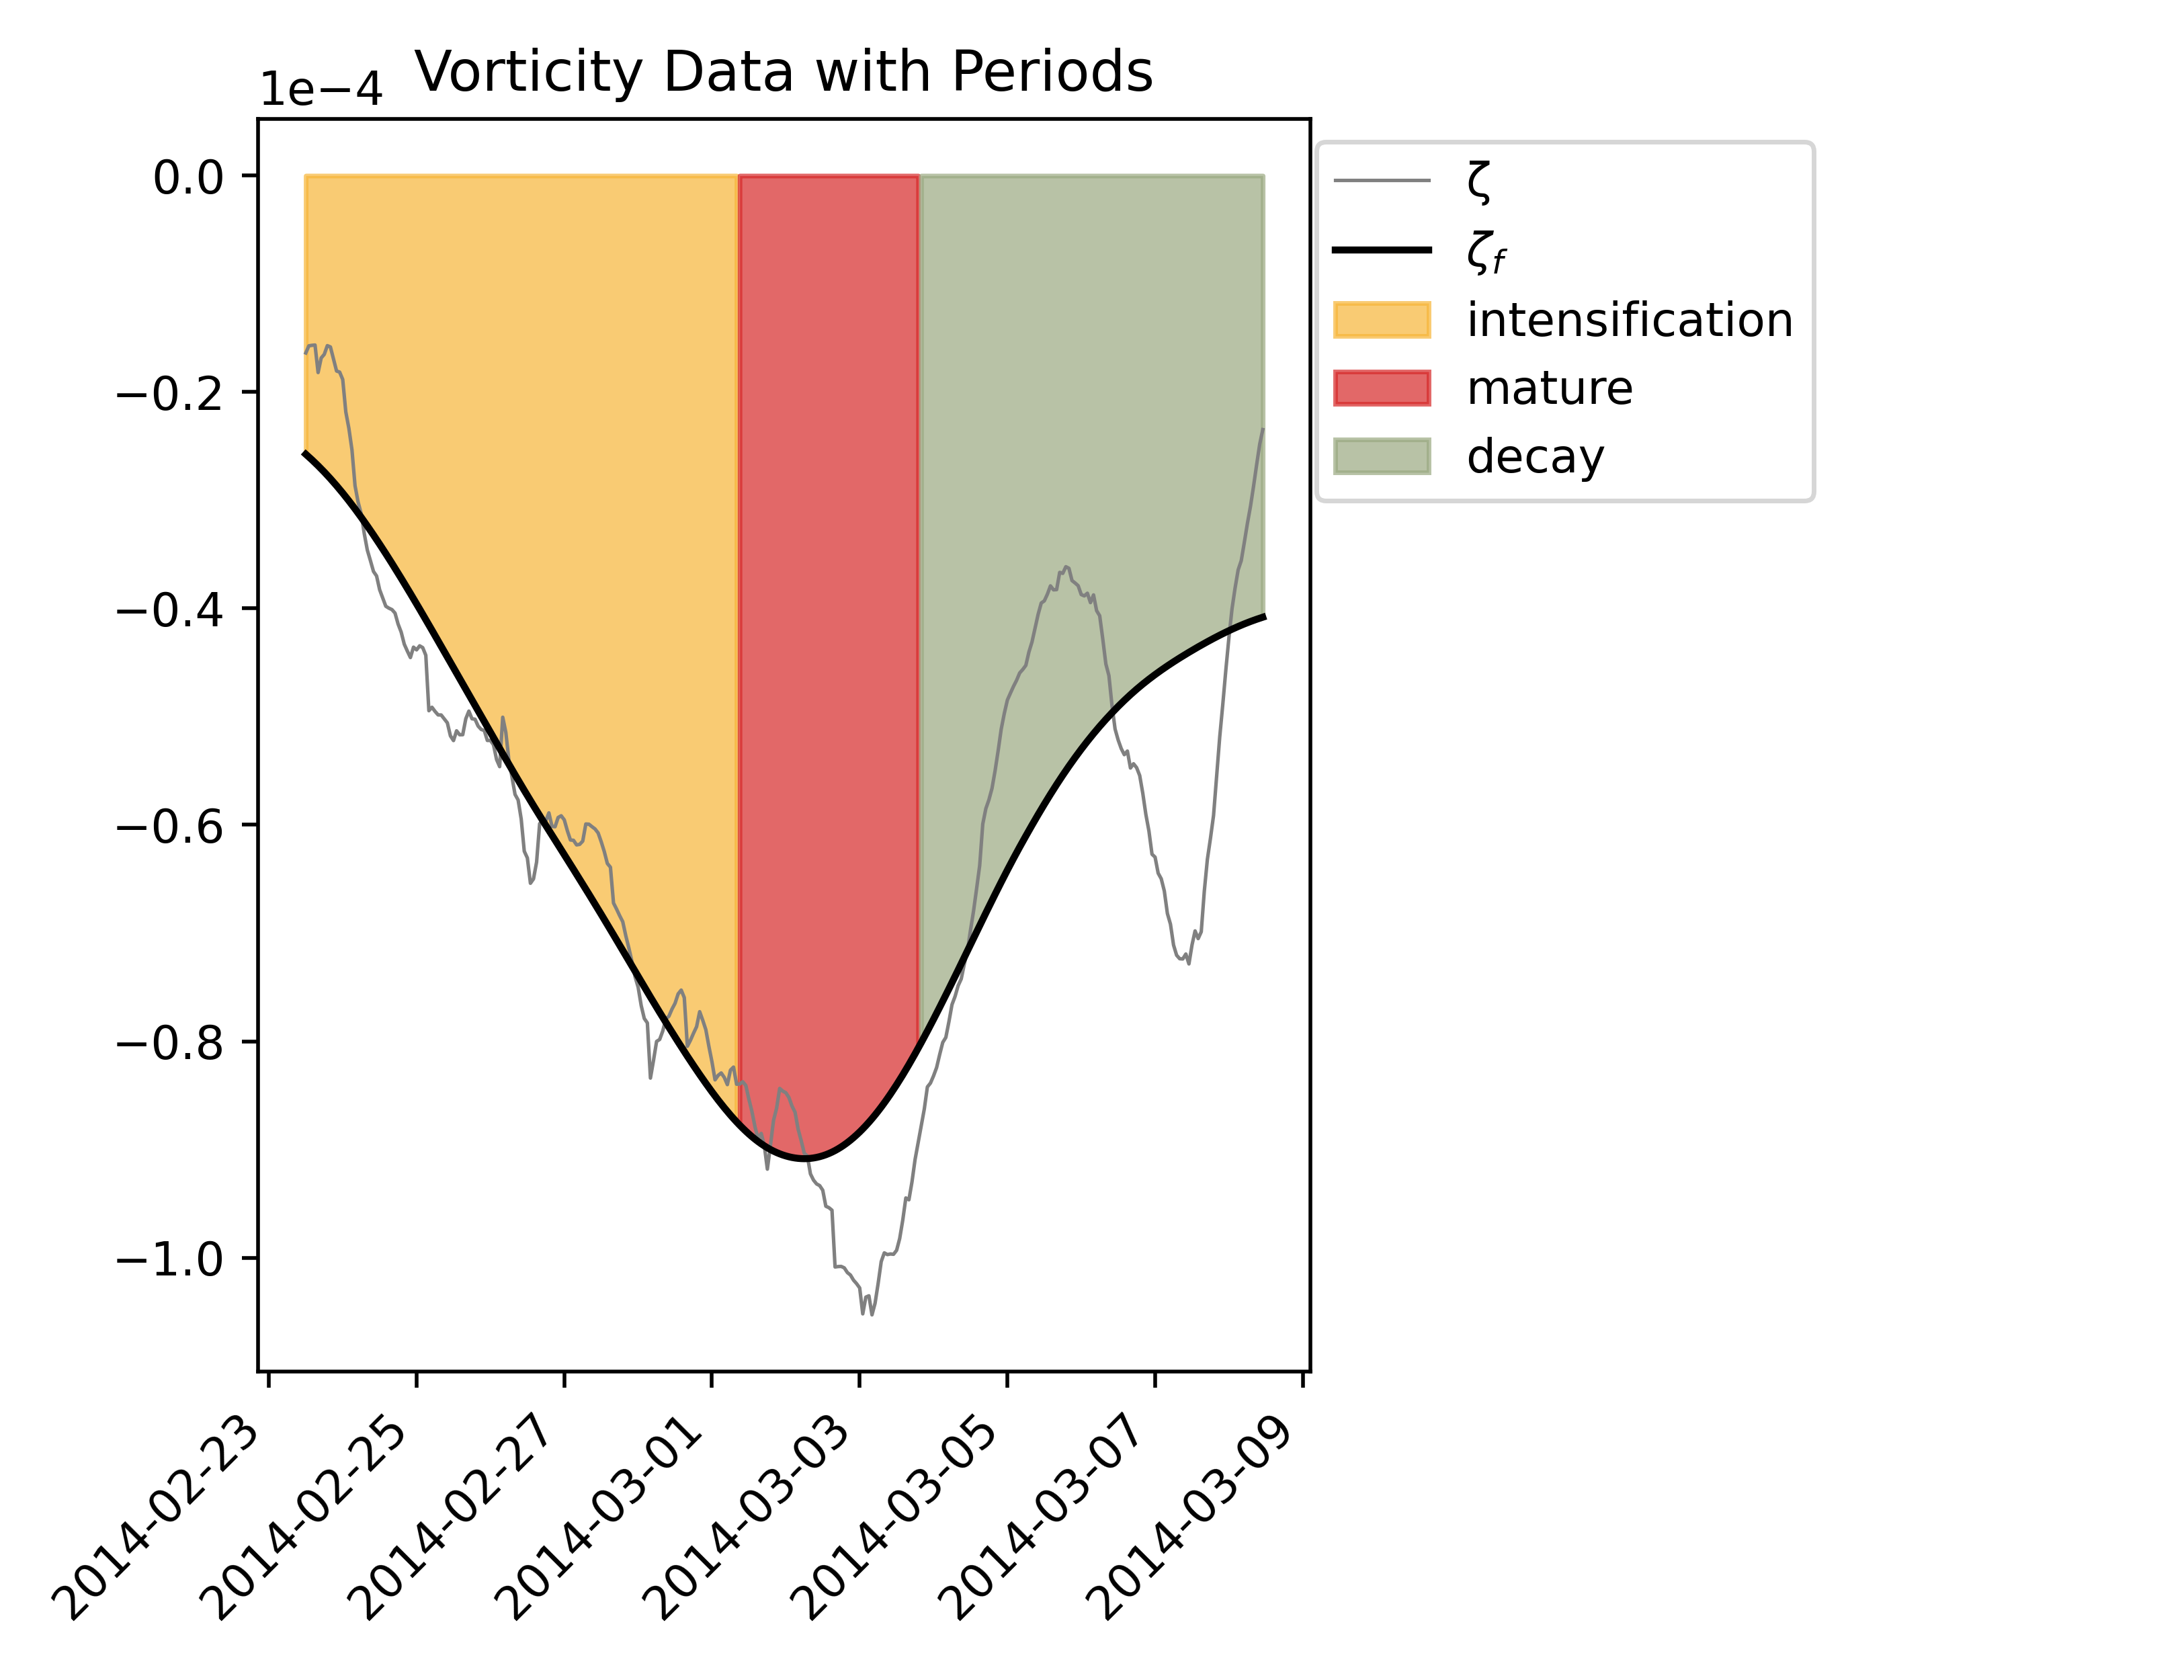 Vorticity Data with Periods
1e−4
0.0
−0.2
−0.4
−0.6
−0.8
−1.0
2014-02-23
2014-02-25
2014-02-27
2014-03-01
2014-03-03
2014-03-05
2014-03-07
2014-03-09
ζ
ζf
intensification
mature
decay